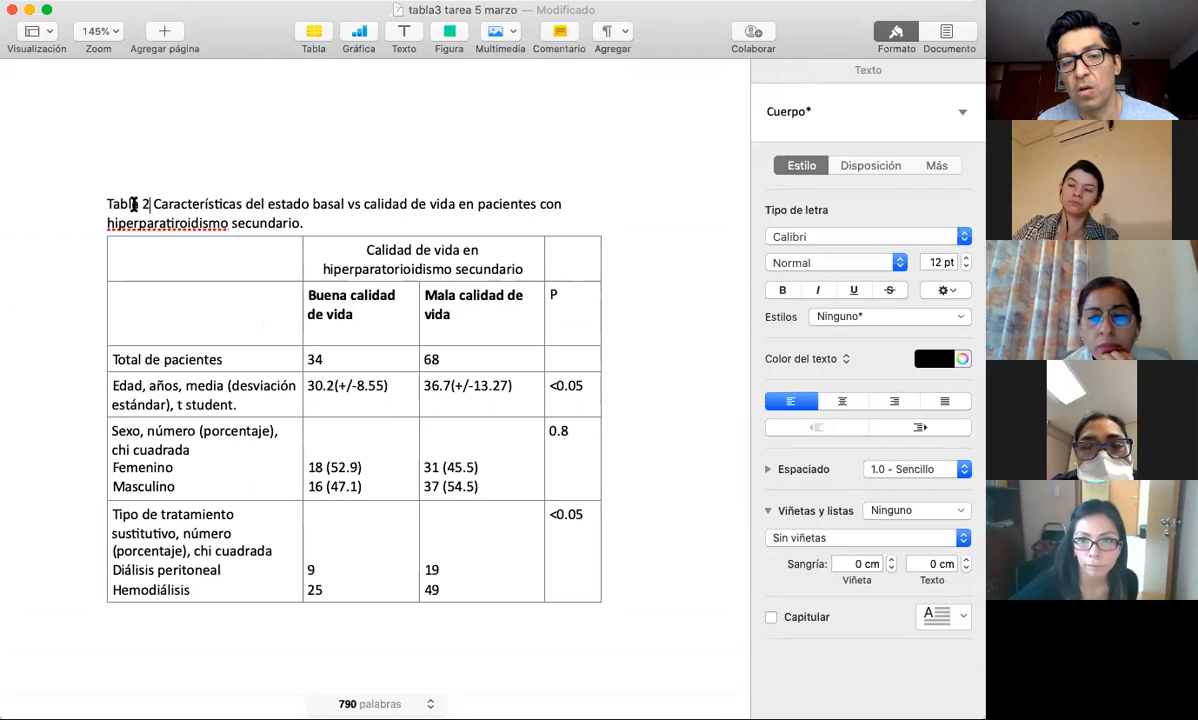 tabla3 tarea 5 marzo — Modificado
145%
Visualización
Zoom
Agregar página
Tabla
Gráfica
Texto
Figura
Multimedia
Comentario
Agregar
Colaborar
Formato
Documento
Texto
Cuerpo*
Estilo
Disposición
Más
Tipo de letra
Calibri
Normal
12 pt
B I U S
Estilos
Ninguno*
Color del texto
Espaciado
1.0 - Sencillo
Viñetas y listas
Ninguno
Sin viñetas
Sangría:
0 cm
0 cm
Viñeta
Texto
Capitular
A
Tabla 2 Características del estado basal vs calidad de vida en pacientes con
hiperparatiroidismo secundario.
Calidad de vida en
hiperparatorioidismo secundario
Buena calidad
de vida
Mala calidad de
vida
P
Total de pacientes
34
68
Edad, años, media (desviación
estándar), t student.
30.2(+/-8.55)
36.7(+/-13.27)
<0.05
Sexo, número (porcentaje),
chi cuadrada
0.8
Femenino
18 (52.9)
31 (45.5)
Masculino
16 (47.1)
37 (54.5)
Tipo de tratamiento
sustitutivo, número
(porcentaje), chi cuadrada
<0.05
Diálisis peritoneal
9
19
Hemodiálisis
25
49
790 palabras